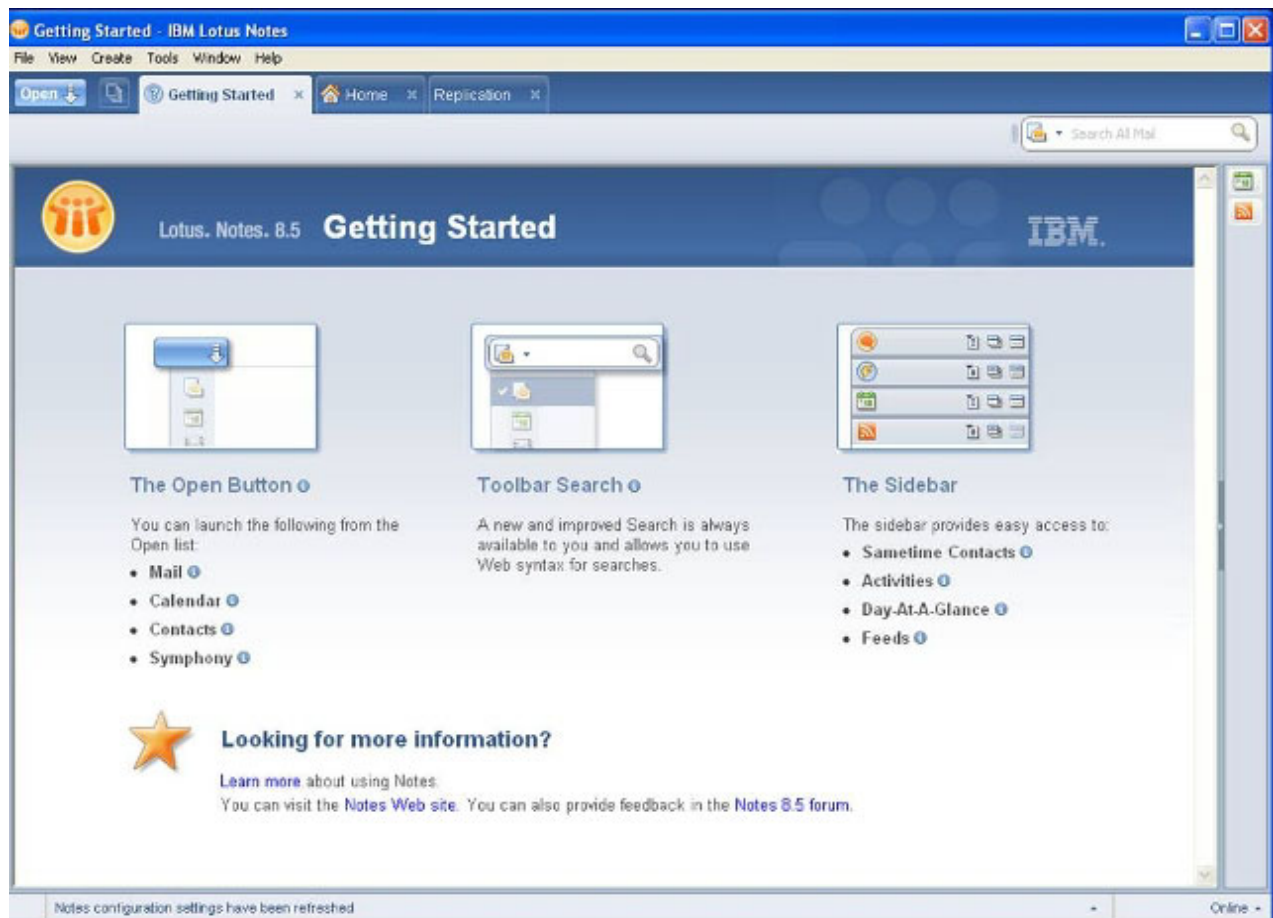 Getting Started - IBM Lotus Notes
File View Create Tools Window Help
Open
Getting Started
Home
Replication
Search All Mail
Lotus. Notes. 8.5 Getting Started
IBM.
The Open Button
You can launch the following from the
Open list:
• Mail
• Calendar
• Contacts
• Symphony
Toolbar Search
A new and improved Search is always
available to you and allows you to use
Web syntax for searches.
The Sidebar
The sidebar provides easy access to:
• Sametime Contacts
• Activities
• Day-At-A-Glance
• Feeds
Looking for more information?
Learn more about using Notes.
You can visit the Notes Web site. You can also provide feedback in the Notes 8.5 forum.
Notes configuration settings have been refreshed
Online